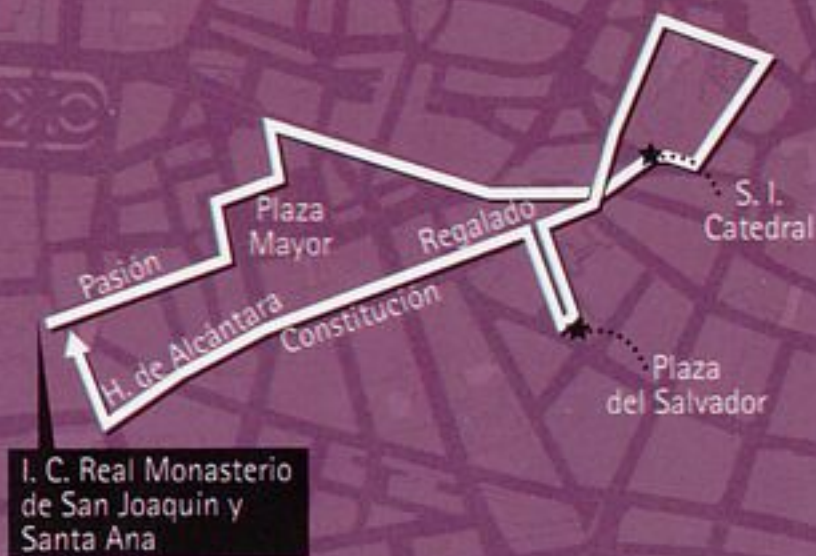 S. I.
Catedral
Plaza
Mayor
Regalado
Pasión
Constitución
H. de Alcántara
Plaza
del Salvador
I. C. Real Monasterio
de San Joaquín y
Santa Ana